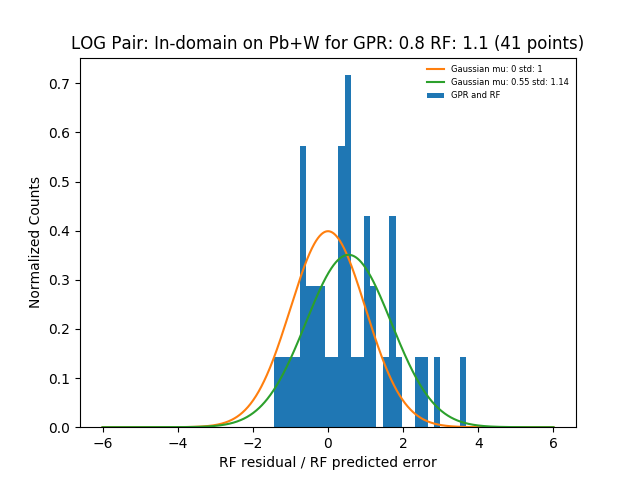 LOG Pair: In-domain on Pb+W for GPR: 0.8 RF: 1.1 (41 points)
Gaussian mu: 0 std: 1
Gaussian mu: 0.55 std: 1.14
GPR and RF
Normalized Counts
0.7
0.6
0.5
0.4
0.3
0.2
0.1
0.0
−6 −4 −2 0 2 4 6
RF residual / RF predicted error